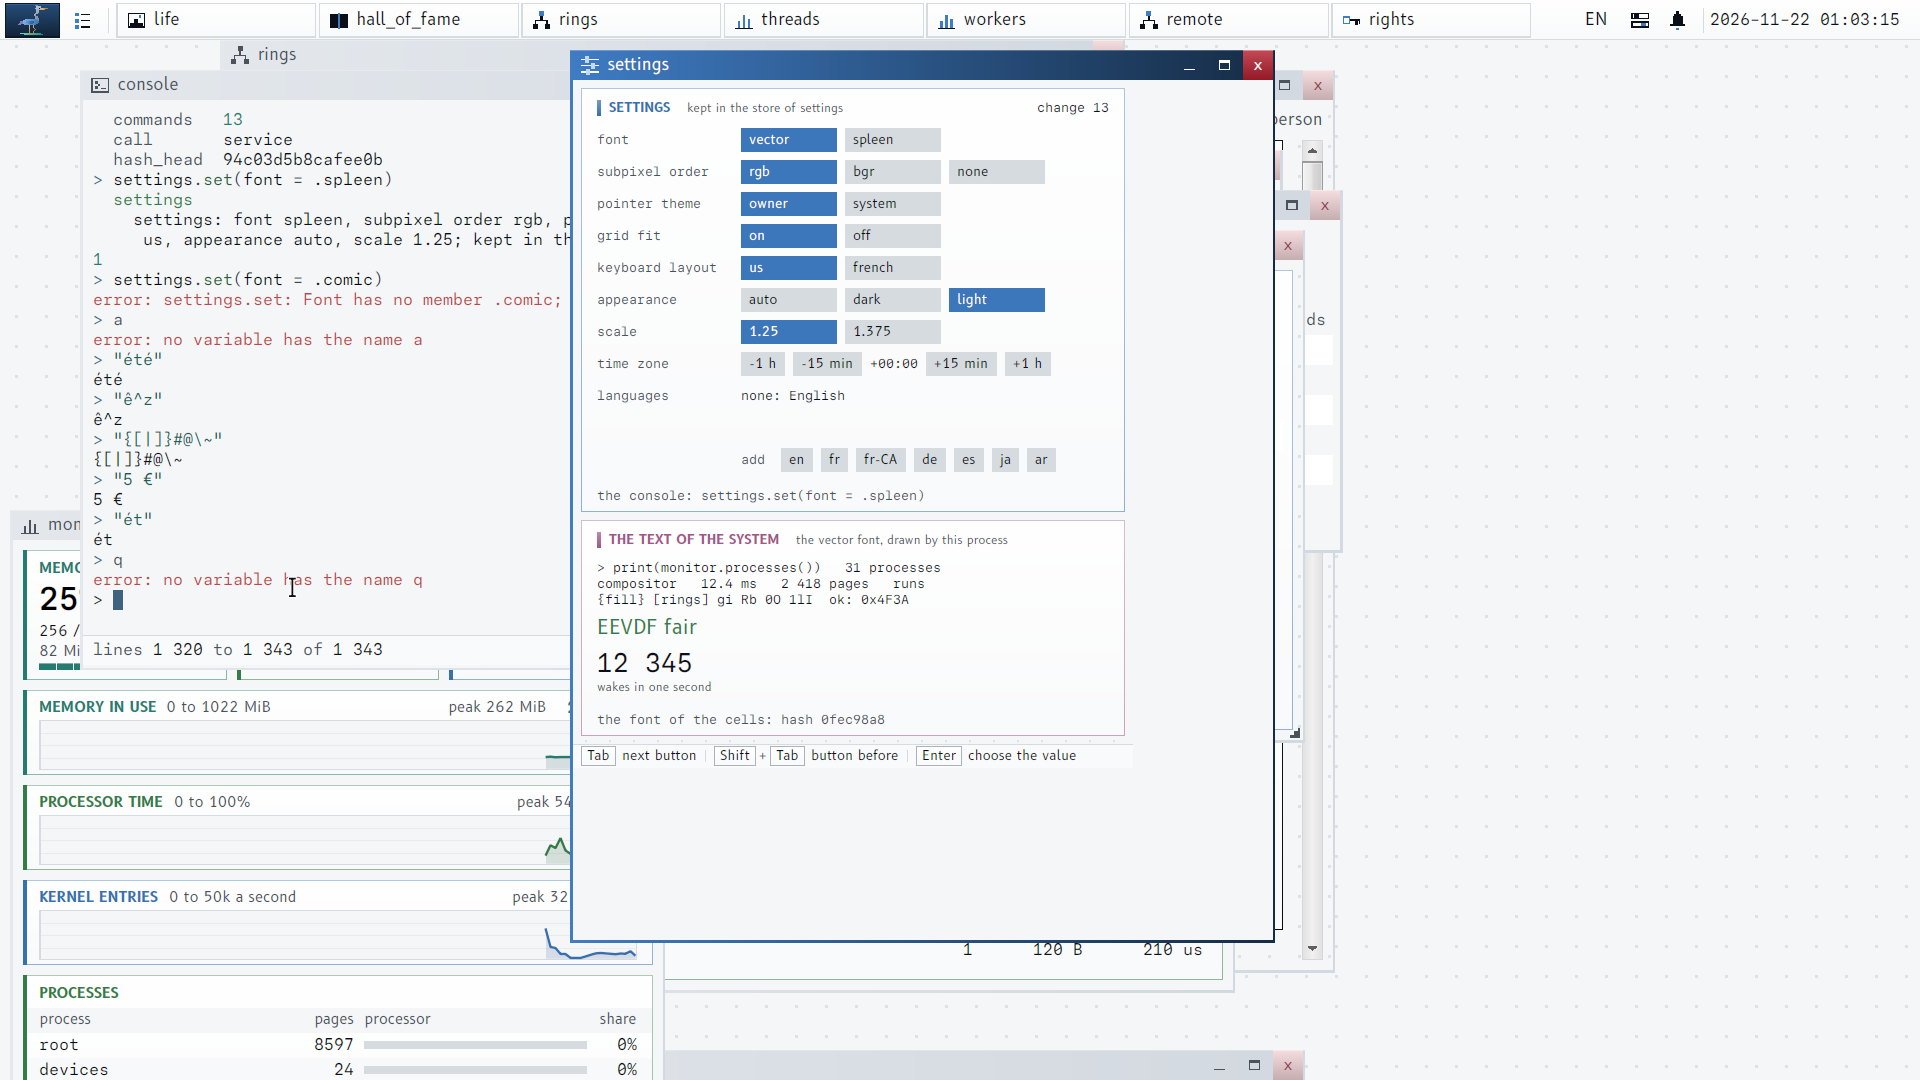 life hall_of_fame rings threads workers remote rights EN 2026-11-22 01:03:15
rings
console
commands 13
call service
hash_head 94c03d5b8cafee0b
> settings.set(font = .spleen)
settings
settings: font spleen, subpixel order rgb, p
us, appearance auto, scale 1.25; kept in th
1
> settings.set(font = .comic)
error: settings.set: Font has no member .comic;
> a
error: no variable has the name a
> "été"
été
> "ê^z"
ê^z
> "{[|]}#@\~"
{[|]}#@\~
> "5 €"
5 €
> "ét"
ét
> q
error: no variable has the name q
>
lines 1 320 to 1 343 of 1 343
settings
SETTINGS kept in the store of settings change 13
font vector spleen
subpixel order rgb bgr none
pointer theme owner system
grid fit on off
keyboard layout us french
appearance auto dark light
scale 1.25 1.375
time zone -1 h -15 min +00:00 +15 min +1 h
languages none: English
add en fr fr-CA de es ja ar
the console: settings.set(font = .spleen)
THE TEXT OF THE SYSTEM the vector font, drawn by this process
> print(monitor.processes()) 31 processes
compositor 12.4 ms 2 418 pages runs
{fill} [rings] gi Rb 0O 1lI ok: 0x4F3A
EEVDF fair
12 345
wakes in one second
the font of the cells: hash 0fec98a8
Tab next button Shift + Tab button before Enter choose the value
erson
ds
mon
MEMO
25
256 /
82 Mi
MEMORY IN USE 0 to 1022 MiB peak 262 MiB
PROCESSOR TIME 0 to 100% peak 54
KERNEL ENTRIES 0 to 50k a second peak 32
PROCESSES
process pages processor share
root 8597 0%
devices 24 0%
1 120 B 210 us